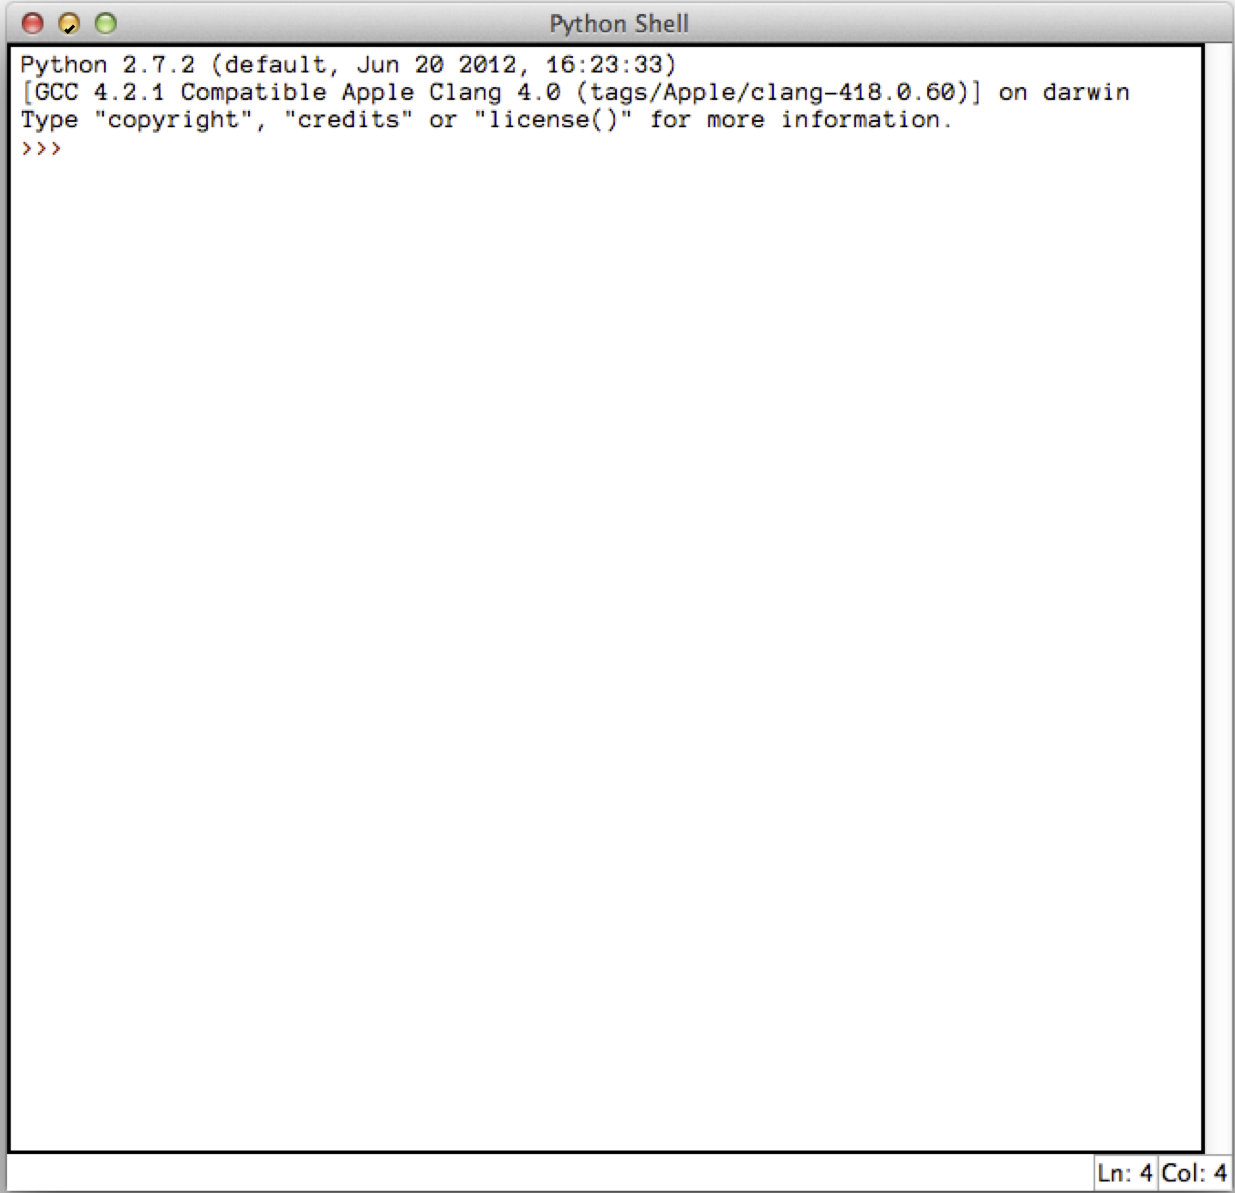 Python Shell
Python 2.7.2 (default, Jun 20 2012, 16:23:33)
[GCC 4.2.1 Compatible Apple Clang 4.0 (tags/Apple/clang-418.0.60)] on darwin
Type "copyright", "credits" or "license()" for more information.
>>>
Ln: 4 Col: 4